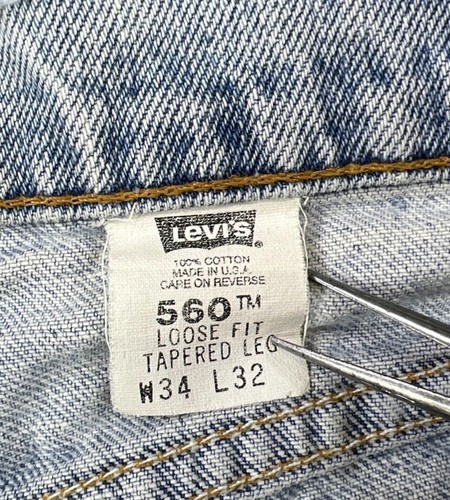 Levi's®
100% COTTON
MADE IN U.S.A.
CARE ON REVERSE
560™
LOOSE FIT
TAPERED LEG
W34 L32